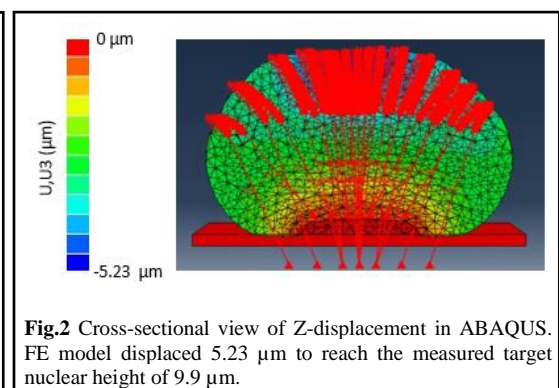 0 µm
U,U3 (µm)
-5.23 µm
Fig.2 Cross-sectional view of Z-displacement in ABAQUS.
FE model displaced 5.23 µm to reach the measured target
nuclear height of 9.9 µm.